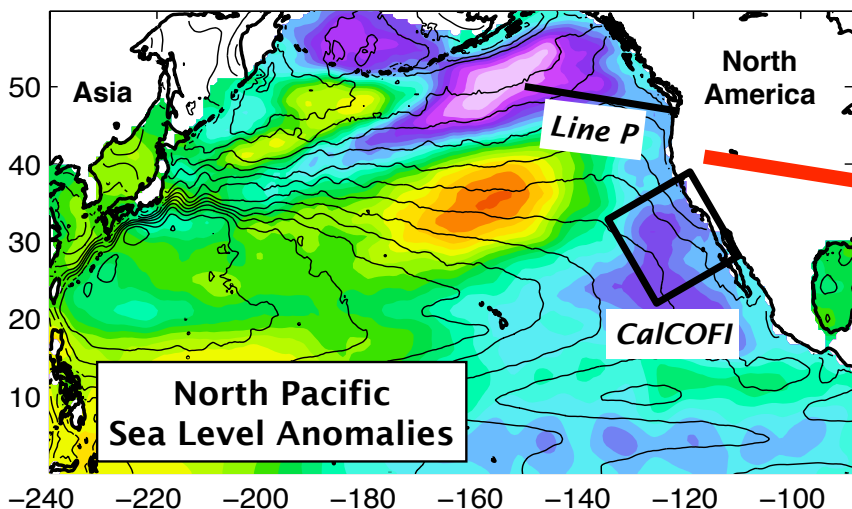 50
40
30
20
10
Asia
North
America
Line P
CalCOFI
North Pacific
Sea Level Anomalies
−240 −220 −200 −180 −160 −140 −120 −100